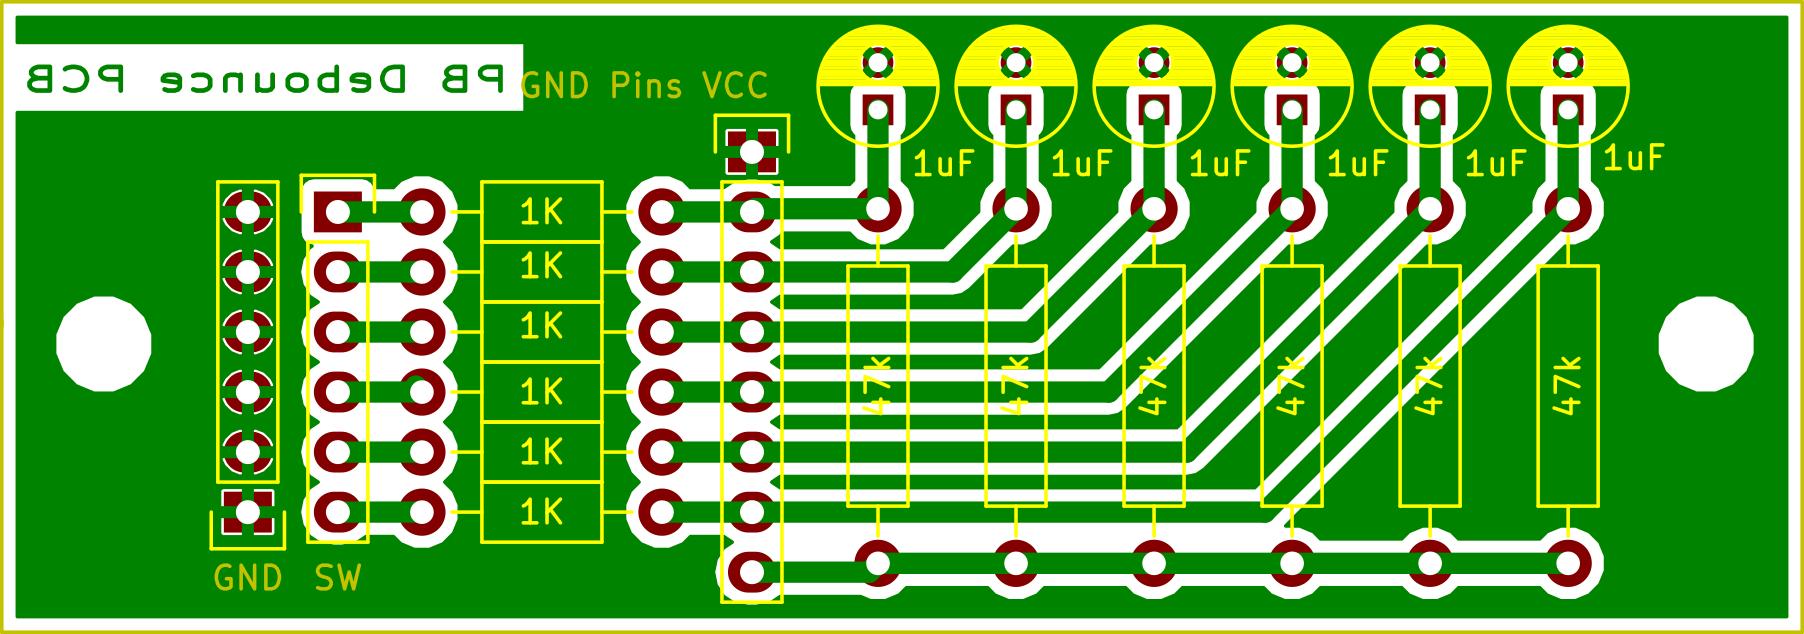 PB Debounce PCB
GND Pins VCC
1uF 1uF 1uF 1uF 1uF 1uF
1K
1K
1K
1K
1K
1K
47k 47k 47k 47k 47k 47k
GND SW